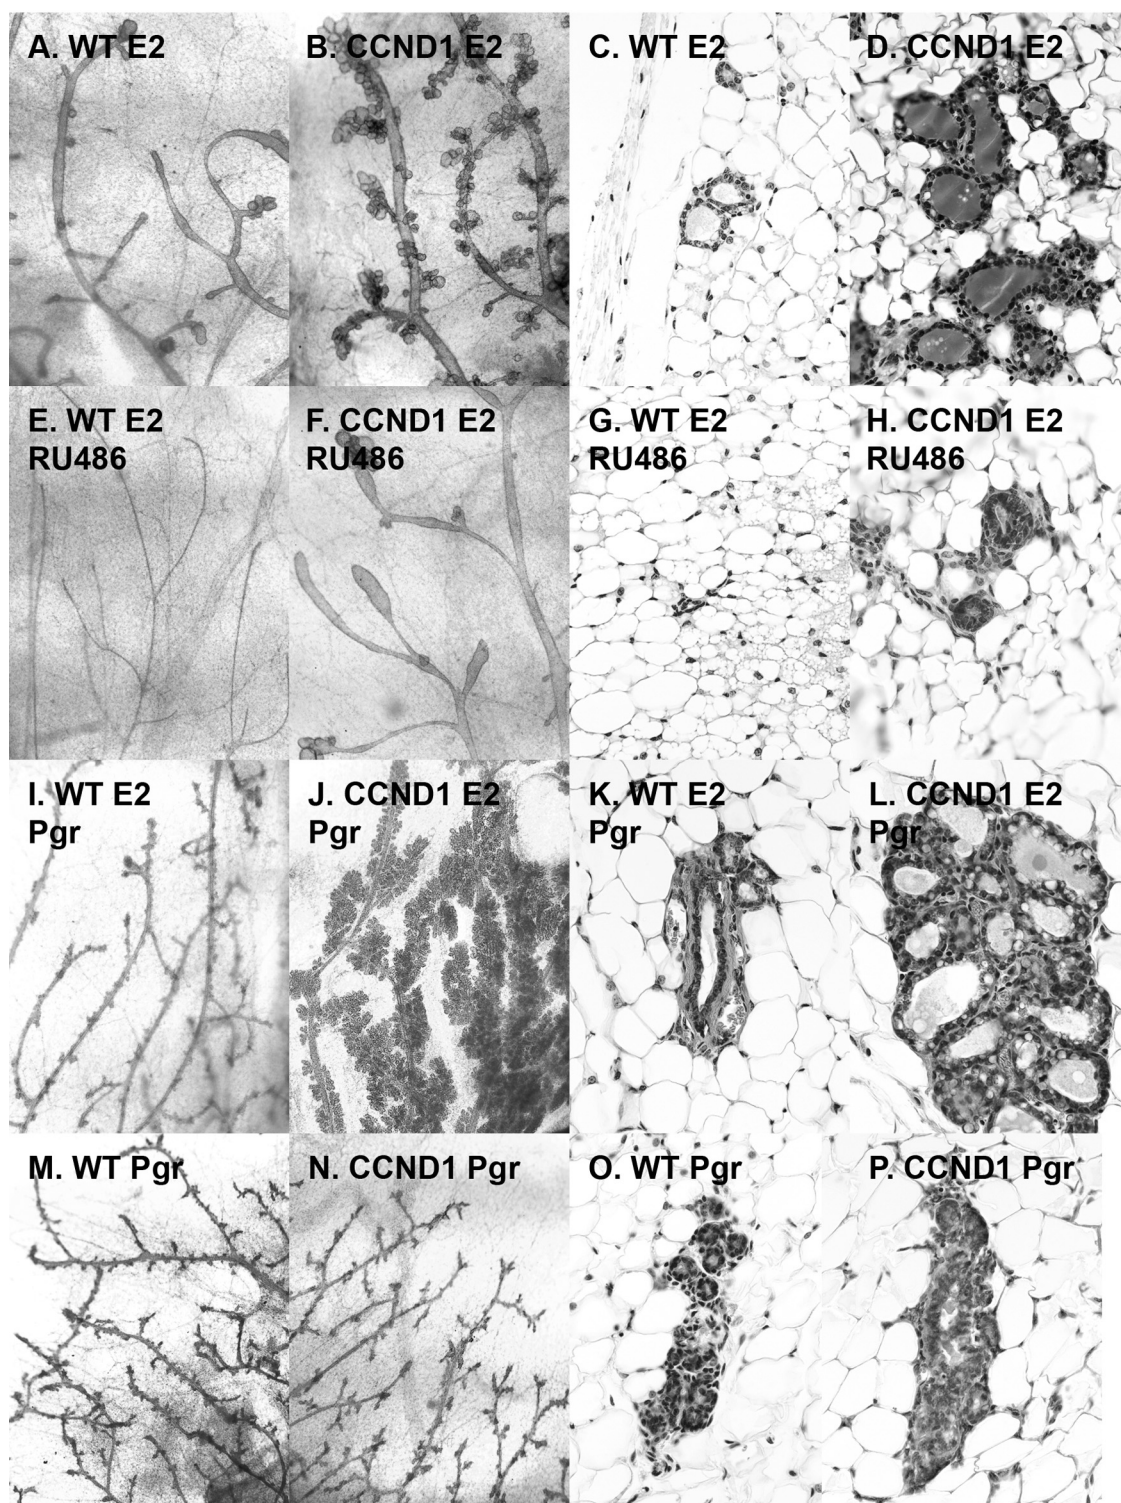 A. WT E2
B. CCND1 E2
C. WT E2
D. CCND1 E2
E. WT E2
RU486
F. CCND1 E2
RU486
G. WT E2
RU486
H. CCND1 E2
RU486
I. WT E2
Pgr
J. CCND1 E2
Pgr
K. WT E2
Pgr
L. CCND1 E2
Pgr
M. WT Pgr
N. CCND1 Pgr
O. WT Pgr
P. CCND1 Pgr